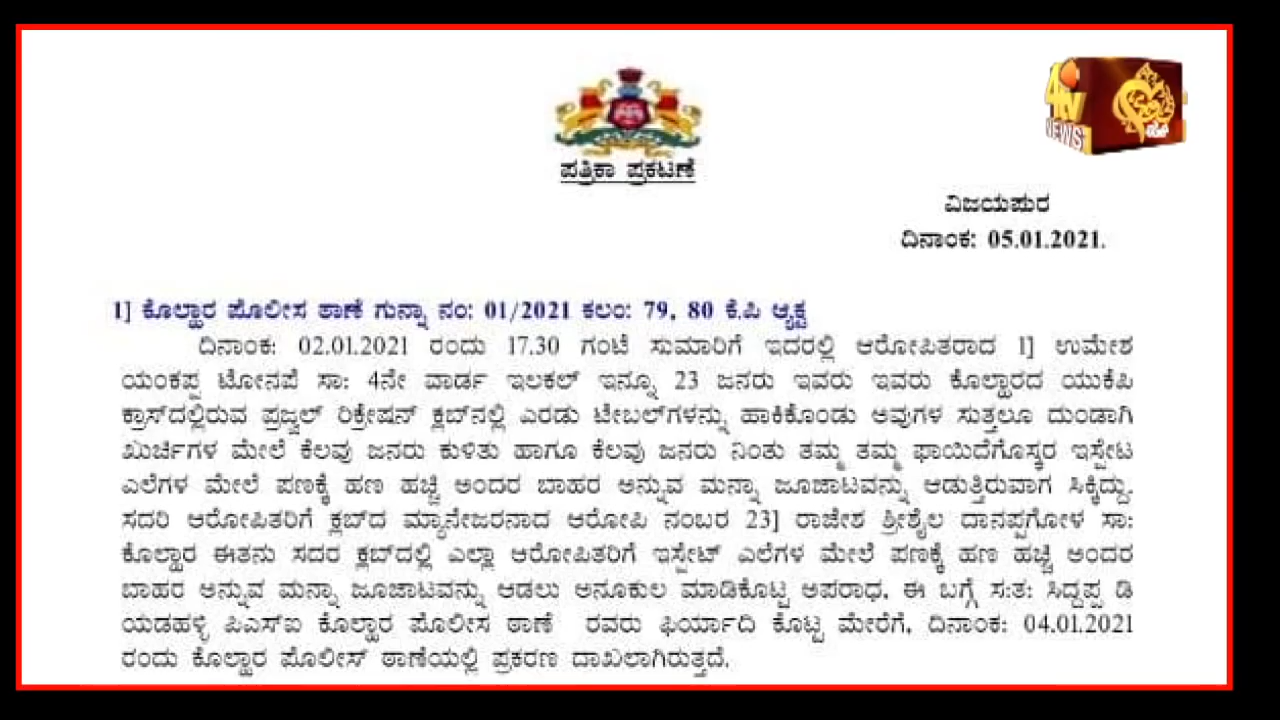 4tv
NEWS
ಪತ್ರಿಕಾ ಪ್ರಕಟಣೆ
ವಿಜಯಪುರ
ದಿನಾಂಕ: 05.01.2021.
1] ಕೊಲ್ಹಾರ ಪೊಲೀಸ ಠಾಣೆ ಗುನ್ನಾ ನಂ: 01/2021 ಕಲಂ: 79, 80 ಕೆ.ಪಿ ಆ್ಯಕ್ಟ
ದಿನಾಂಕ: 02.01.2021 ರಂದು 17.30 ಗಂಟೆ ಸುಮಾರಿಗೆ ಇದರಲ್ಲಿ ಆರೋಪಿತರಾದ 1] ಉಮೇಶ
ಯಂಕಪ್ಪ ಟೋನಪೆ ಸಾ: 4ನೇ ವಾರ್ಡ ಇಲಕಲ್ ಇನ್ನೂ 23 ಜನರು ಇವರು ಇವರು ಕೊಲ್ಹಾರದ ಯುಕೆಪಿ
ಕ್ರಾಸ್‌ದಲ್ಲಿರುವ ಪ್ರಜ್ವಲ್ ರಿಕ್ರೇಷನ್ ಕ್ಲಬ್‌ನಲ್ಲಿ ಎರಡು ಟೇಬಲ್‌ಗಳನ್ನು ಹಾಕಿಕೊಂಡು ಅವುಗಳ ಸುತ್ತಲೂ ದುಂಡಾಗಿ
ಖುರ್ಚಿಗಳ ಮೇಲೆ ಕೆಲವು ಜನರು ಕುಳಿತು ಹಾಗೂ ಕೆಲವು ಜನರು ನಿಂತು ತಮ್ಮ ತಮ್ಮ ಫಾಯಿದೆಗೊಸ್ಕರ ಇಸ್ಪೇಟ
ಎಲೆಗಳ ಮೇಲೆ ಪಣಕ್ಕೆ ಹಣ ಹಚ್ಚಿ ಅಂದರ ಬಾಹರ ಅನ್ನುವ ಮನ್ನಾ ಜೂಜಾಟವನ್ನು ಆಡುತ್ತಿರುವಾಗ ಸಿಕ್ಕಿದ್ದು.
ಸದರಿ ಆರೋಪಿತರಿಗೆ ಕ್ಲಬ್‌ದ ಮ್ಯಾನೇಜರನಾದ ಆರೋಪಿ ನಂಬರ 23] ರಾಜೇಶ ಶ್ರೀಶೈಲ ದಾನಪ್ಪಗೋಳ ಸಾ:
ಕೊಲ್ಹಾರ ಈತನು ಸದರ ಕ್ಲಬ್‌ದಲ್ಲಿ ಎಲ್ಲಾ ಆರೋಪಿತರಿಗೆ ಇಸ್ಪೇಟ್ ಎಲೆಗಳ ಮೇಲೆ ಪಣಕ್ಕೆ ಹಣ ಹಚ್ಚಿ ಅಂದರ
ಬಾಹರ ಅನ್ನುವ ಮನ್ನಾ ಜೂಜಾಟವನ್ನು ಆಡಲು ಅನೂಕುಲ ಮಾಡಿಕೊಟ್ಟ ಅಪರಾಧ. ಈ ಬಗ್ಗೆ ಸ:ತ: ಸಿದ್ದಪ್ಪ ಡಿ
ಯಡಹಳ್ಳಿ ಪಿಎಸ್‌ಐ ಕೊಲ್ಹಾರ ಪೊಲೀಸ ಠಾಣೆ ರವರು ಫಿರ್ಯಾದಿ ಕೊಟ್ಟ ಮೇರೆಗೆ, ದಿನಾಂಕ: 04.01.2021
ರಂದು ಕೊಲ್ಹಾರ ಪೊಲೀಸ್ ಠಾಣೆಯಲ್ಲಿ ಪ್ರಕರಣ ದಾಖಲಾಗಿರುತ್ತದೆ.